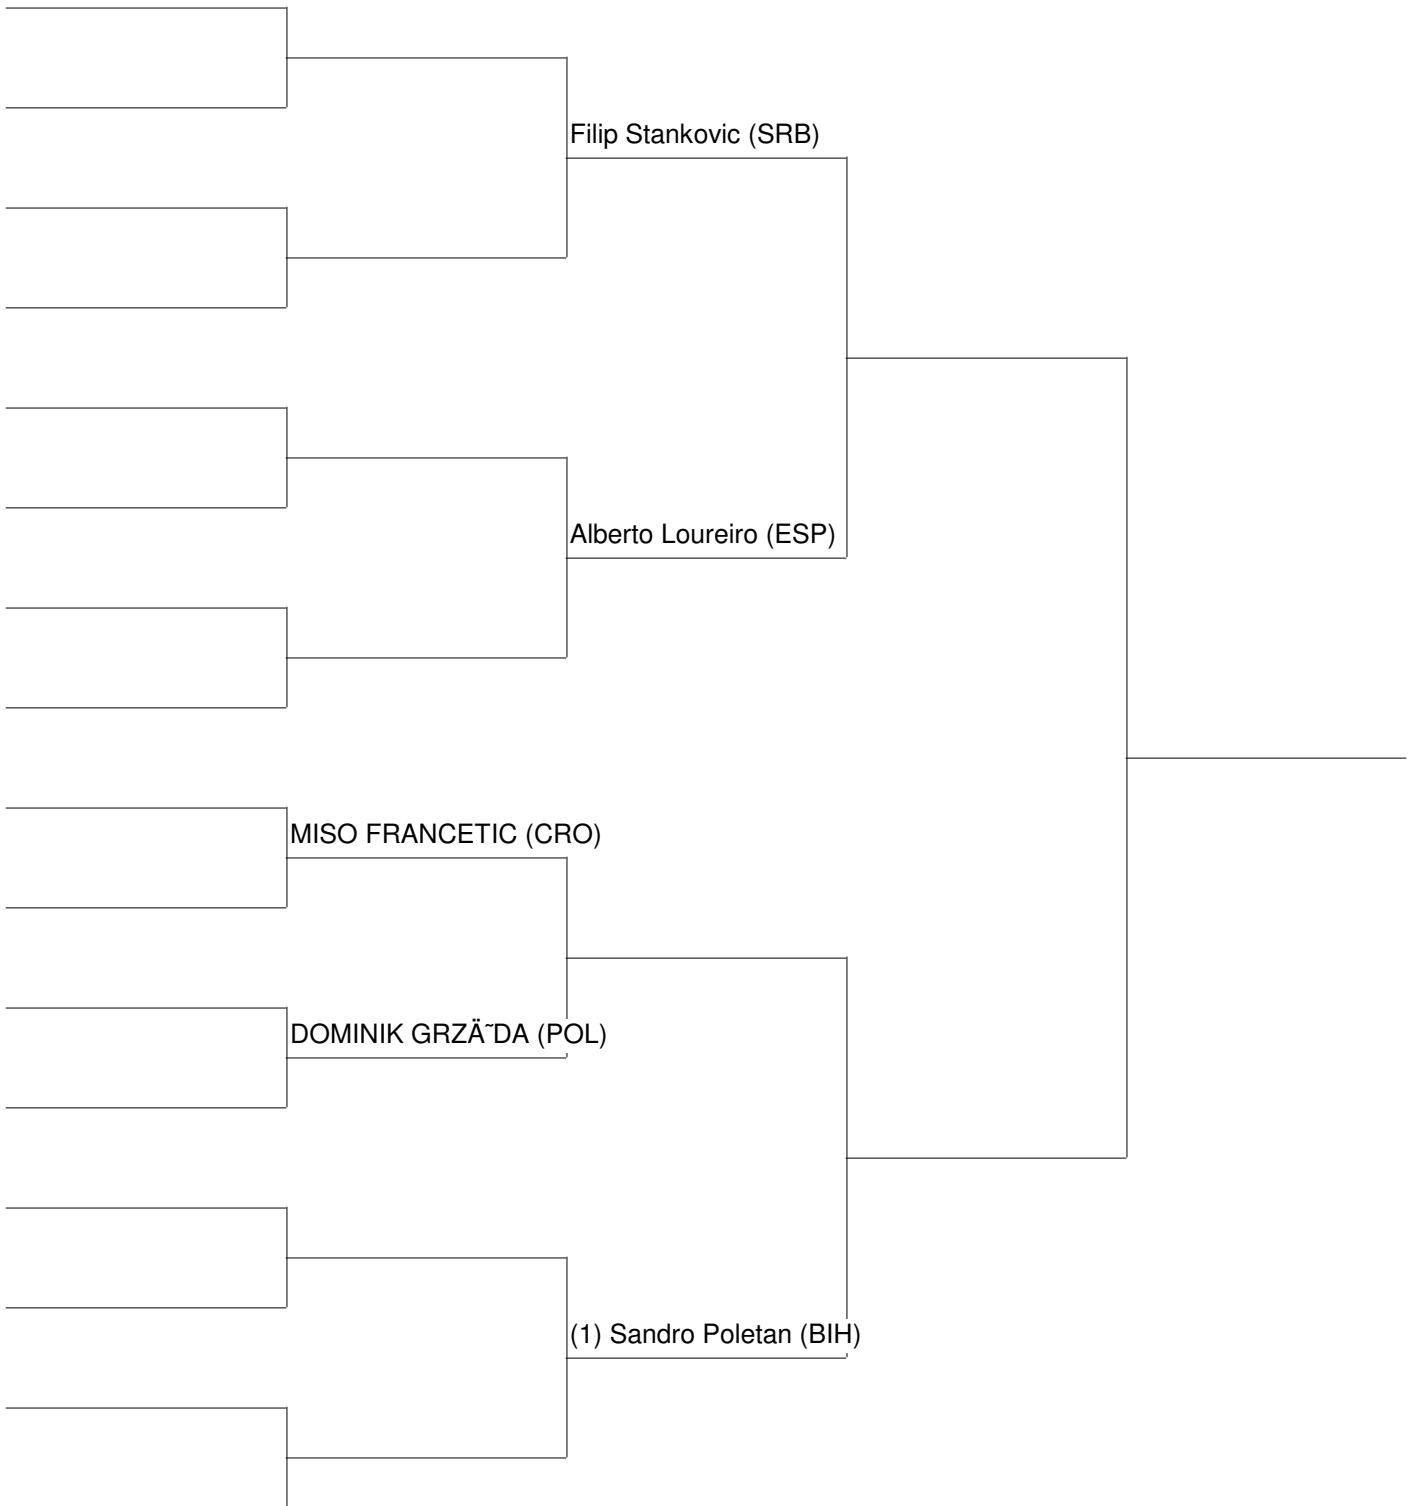 Filip Stankovic (SRB)
Alberto Loureiro (ESP)
MISO FRANCETIC (CRO)
DOMINIK GRZÄ˜DA (POL)
(1) Sandro Poletan (BIH)